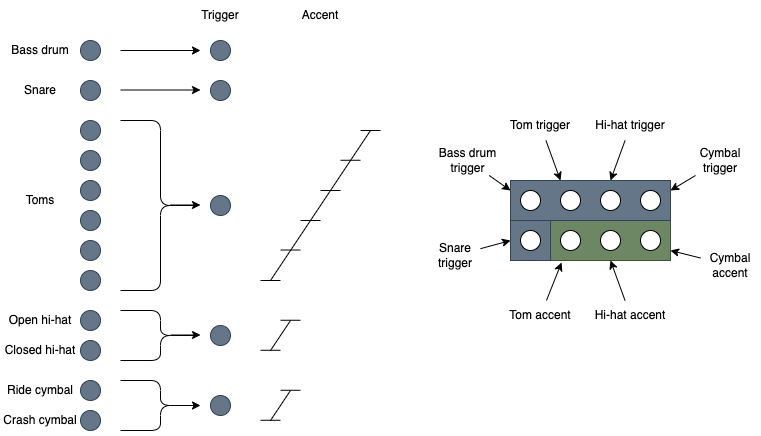 Trigger
Accent
Bass drum
Snare
Toms
Open hi-hat
Closed hi-hat
Ride cymbal
Crash cymbal
Tom trigger
Hi-hat trigger
Bass drum
trigger
Cymbal
trigger
Snare
trigger
Cymbal
accent
Tom accent
Hi-hat accent